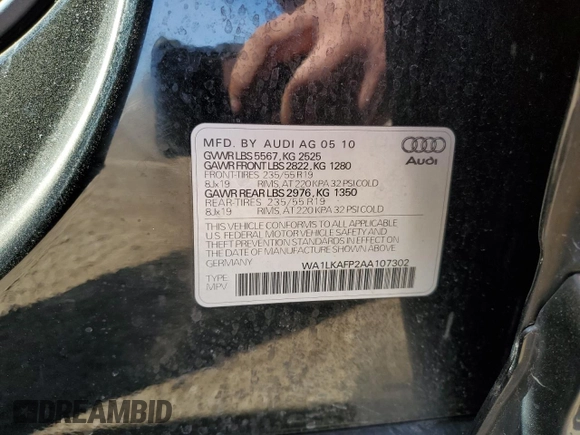 MFD. BY AUDI AG 05 10
GVWR LBS 5567, KG 2525
GAWR FRONT LBS 2822, KG 1280
FRONT-TIRES 235/55 R19
8Jx19 RIMS, AT 220 KPA 32 PSI COLD
GAWR REAR LBS 2976, KG 1350
REAR-TIRES 235/55 R19
8Jx19 RIMS, AT 220 KPA 32 PSI COLD
Audi
THIS VEHICLE CONFORMS TO ALL APPLICABLE
U.S. FEDERAL MOTOR VEHICLE SAFETY AND
THEFT PREVENTION STANDARDS IN EFFECT ON
THE DATE OF MANUFACTURE SHOWN ABOVE.
GERMANY WA1LKAFP2AA107302
TYPE
MPV
DREAMBID